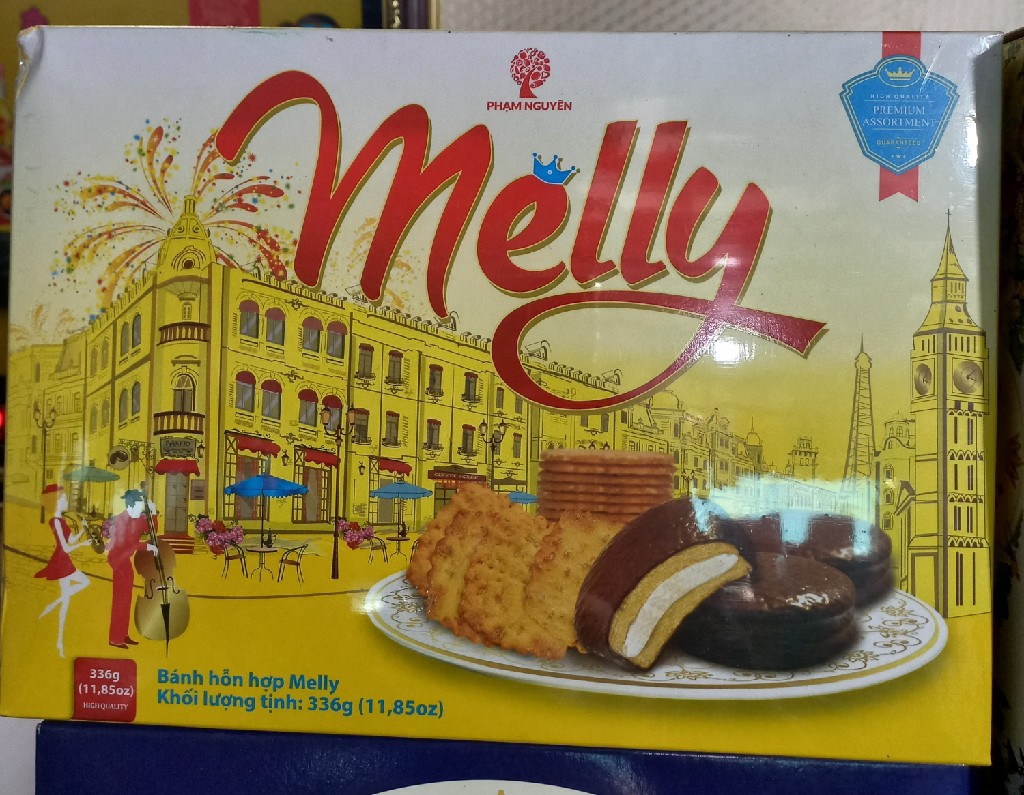 PHẠM NGUYÊN
Melly
HIGH QUALITY
PREMIUM
ASSORTMENT
GUARANTEED
336g
(11,85oz)
HIGH QUALITY
Bánh hỗn hợp Melly
Khối lượng tịnh: 336g (11,85oz)